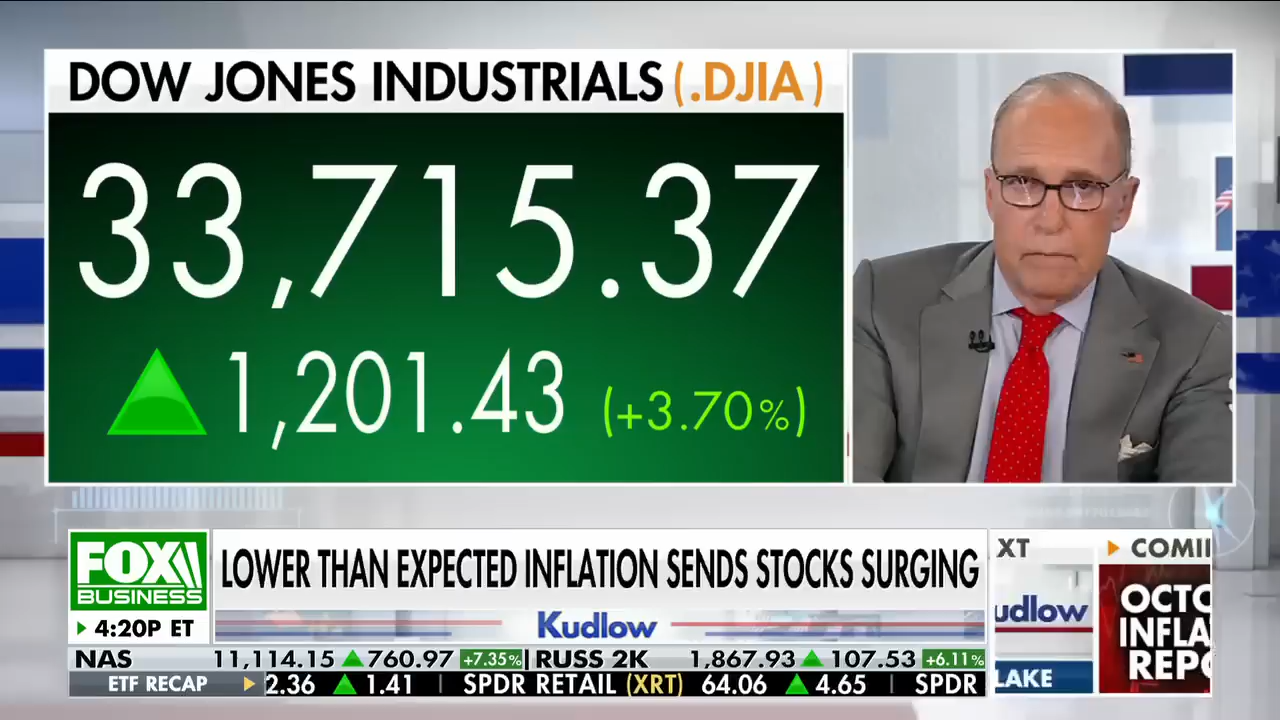 DOW JONES INDUSTRIALS (.DJIA)
33,715.37
1,201.43 (+3.70%)
FOX
BUSINESS
4:20P ET
LOWER THAN EXPECTED INFLATION SENDS STOCKS SURGING
Kudlow
XT
udlow
LAKE
COMII
OCTO
INFLA
REPO
NAS 11,114.15 760.97 +7.35% RUSS 2K 1,867.93 107.53 +6.11%
ETF RECAP 2.36 1.41 SPDR RETAIL (XRT) 64.06 4.65 SPDR